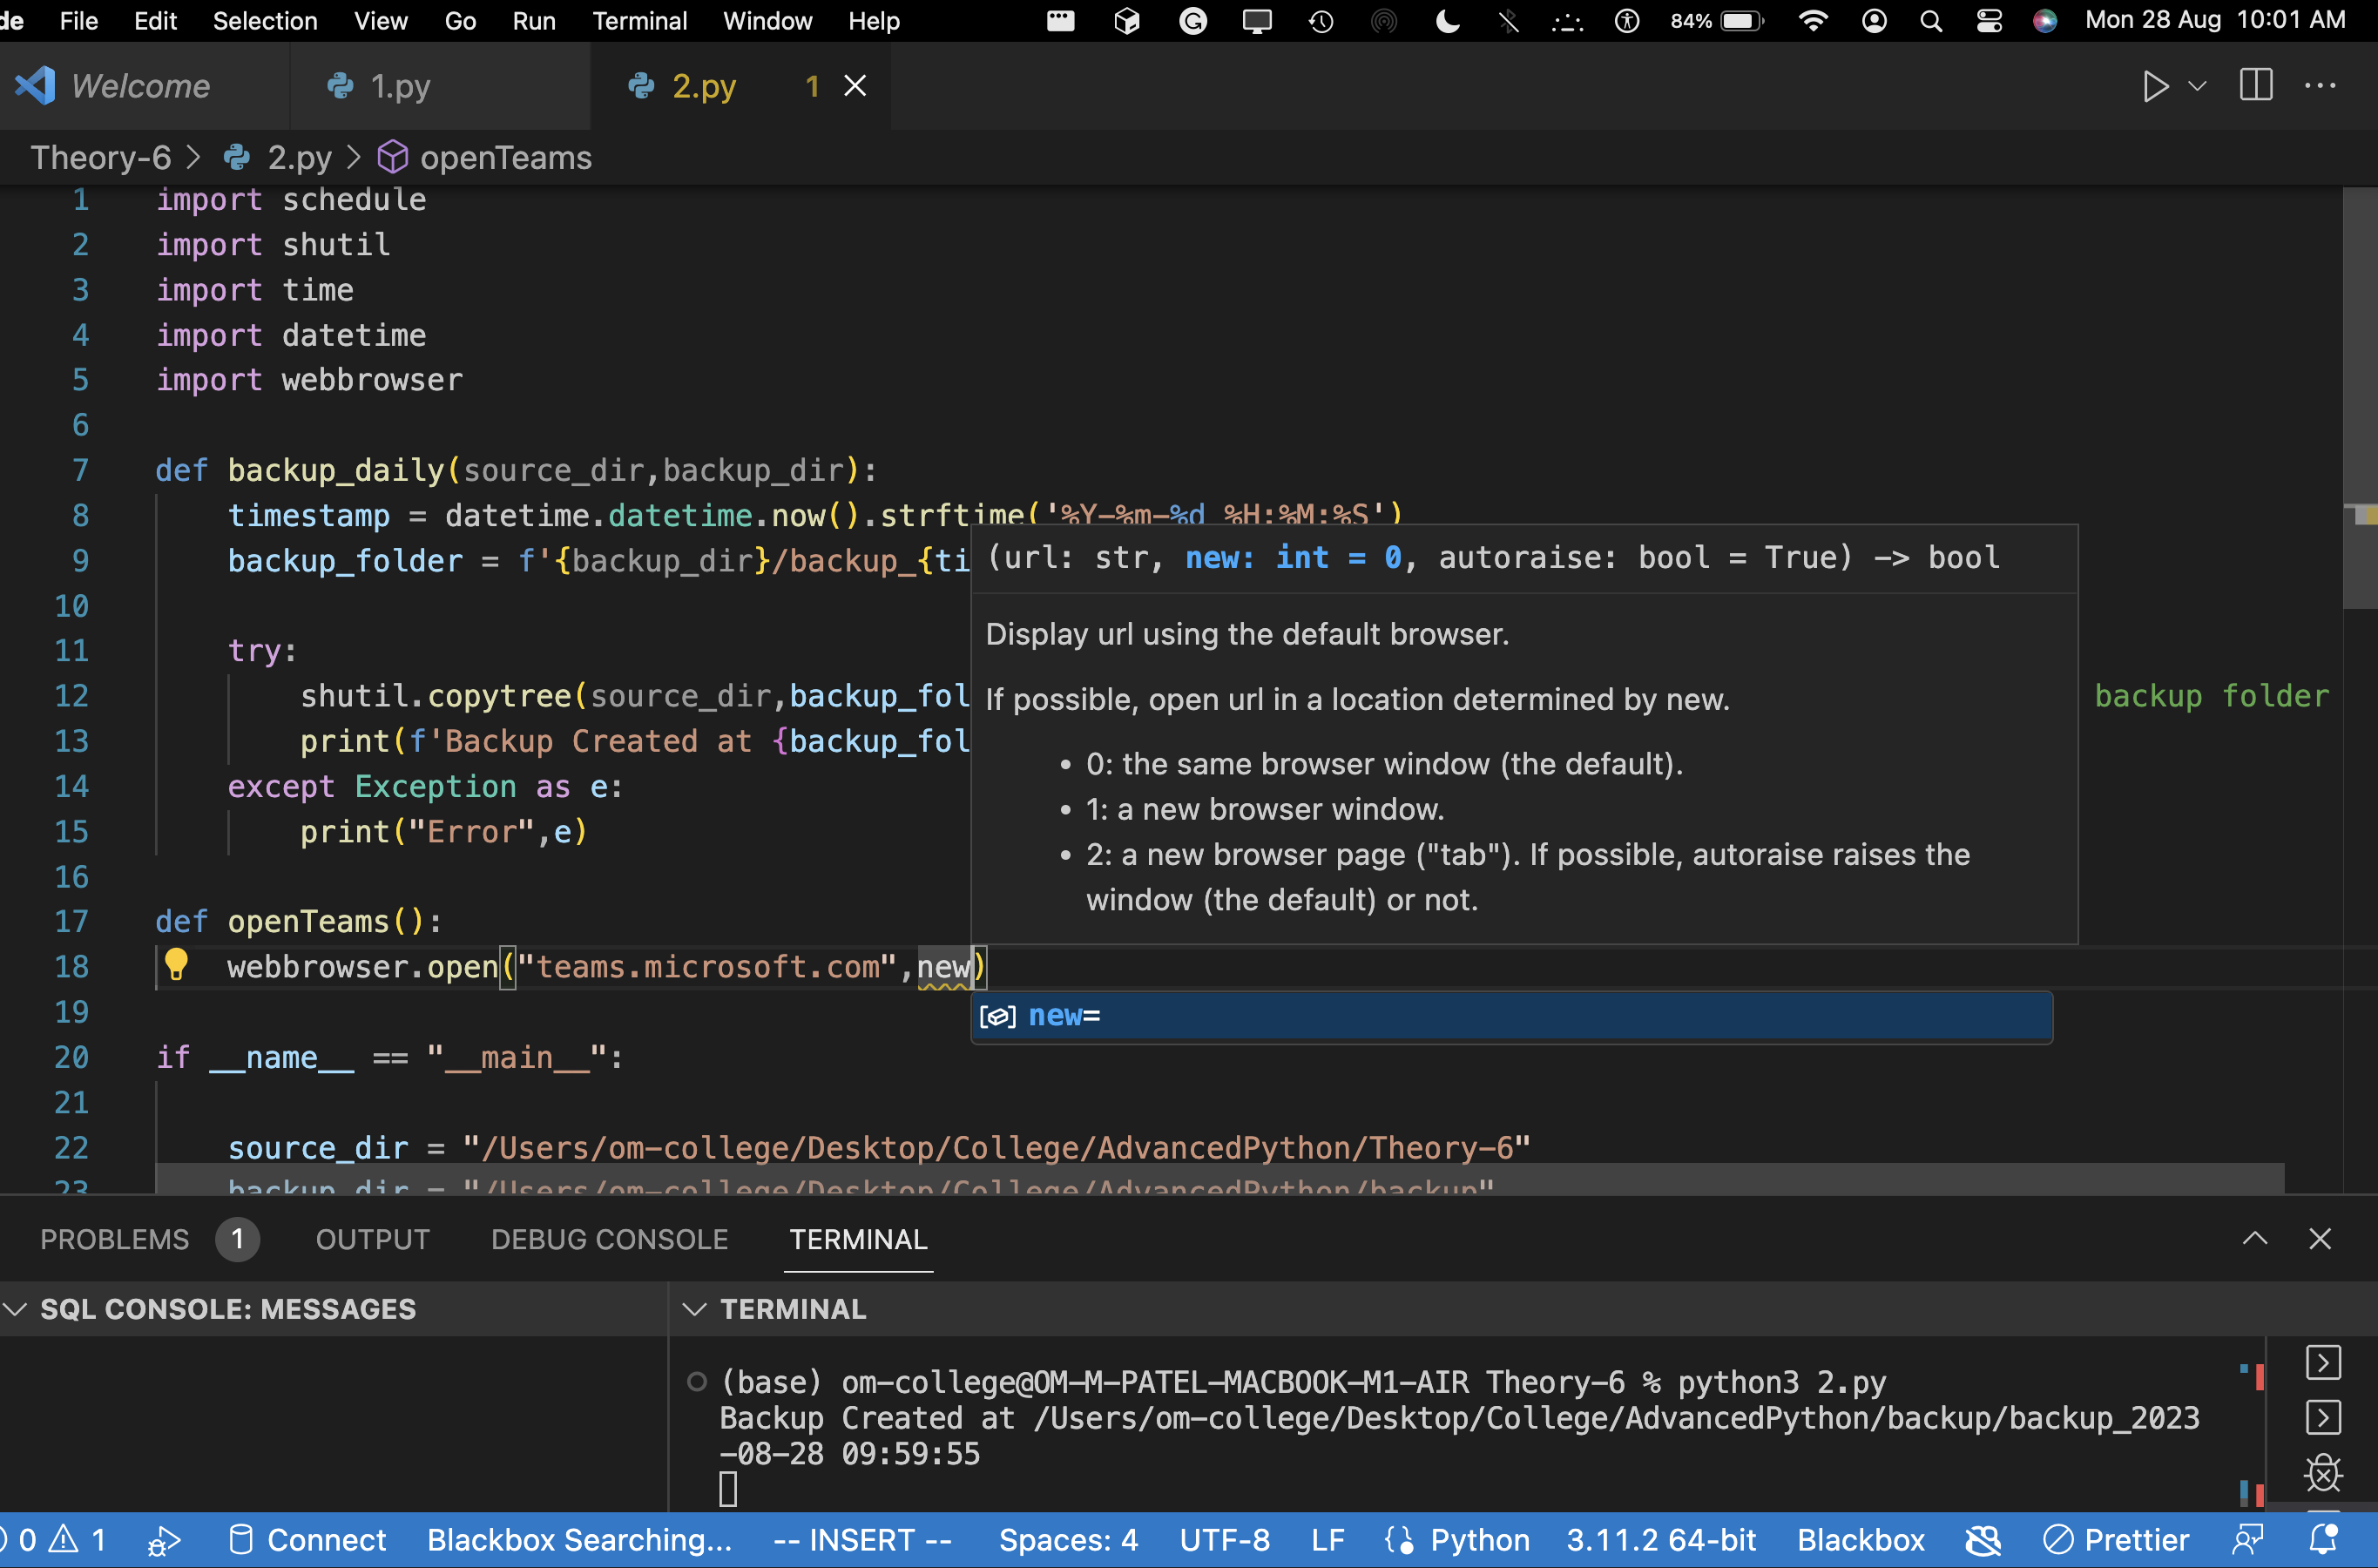 de File Edit Selection View Go Run Terminal Window Help 84% Mon 28 Aug 10:01 AM
Welcome 1.py 2.py 1
Theory-6 > 2.py > openTeams
1 import schedule
2 import shutil
3 import time
4 import datetime
5 import webbrowser
6
7 def backup_daily(source_dir,backup_dir):
8 timestamp = datetime.datetime.now().strftime('%Y-%m-%d %H:%M:%S')
9 backup_folder = f'{backup_dir}/backup_{ti
10
11 try:
12 shutil.copytree(source_dir,backup_fol backup folder
13 print(f'Backup Created at {backup_fol
14 except Exception as e:
15 print("Error",e)
16
17 def openTeams():
18 webbrowser.open("teams.microsoft.com",new)
19
20 if __name__ == "__main__":
21
22 source_dir = "/Users/om-college/Desktop/College/AdvancedPython/Theory-6"
23 backup_dir = "/Users/om-college/Desktop/College/AdvancedPython/backup"
(url: str, new: int = 0, autoraise: bool = True) -> bool
Display url using the default browser.
If possible, open url in a location determined by new.
• 0: the same browser window (the default).
• 1: a new browser window.
• 2: a new browser page ("tab"). If possible, autoraise raises the
window (the default) or not.
new=
PROBLEMS 1 OUTPUT DEBUG CONSOLE TERMINAL
SQL CONSOLE: MESSAGES
TERMINAL
(base) om-college@OM-M-PATEL-MACBOOK-M1-AIR Theory-6 % python3 2.py
Backup Created at /Users/om-college/Desktop/College/AdvancedPython/backup/backup_2023
-08-28 09:59:55
0 1 Connect Blackbox Searching... -- INSERT -- Spaces: 4 UTF-8 LF Python 3.11.2 64-bit Blackbox Prettier